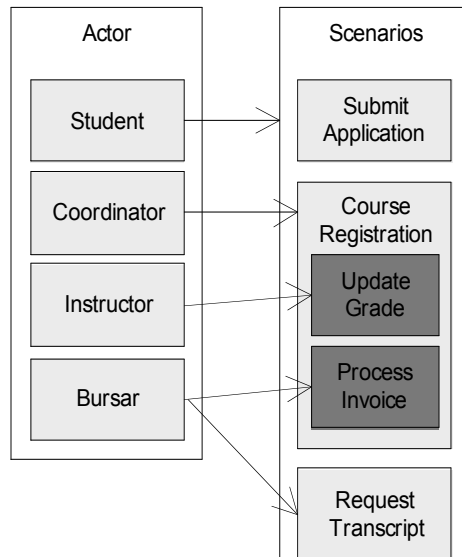 Actor
Student
Coordinator
Instructor
Bursar
Scenarios
Submit
Application
Course
Registration
Update
Grade
Process
Invoice
Request
Transcript